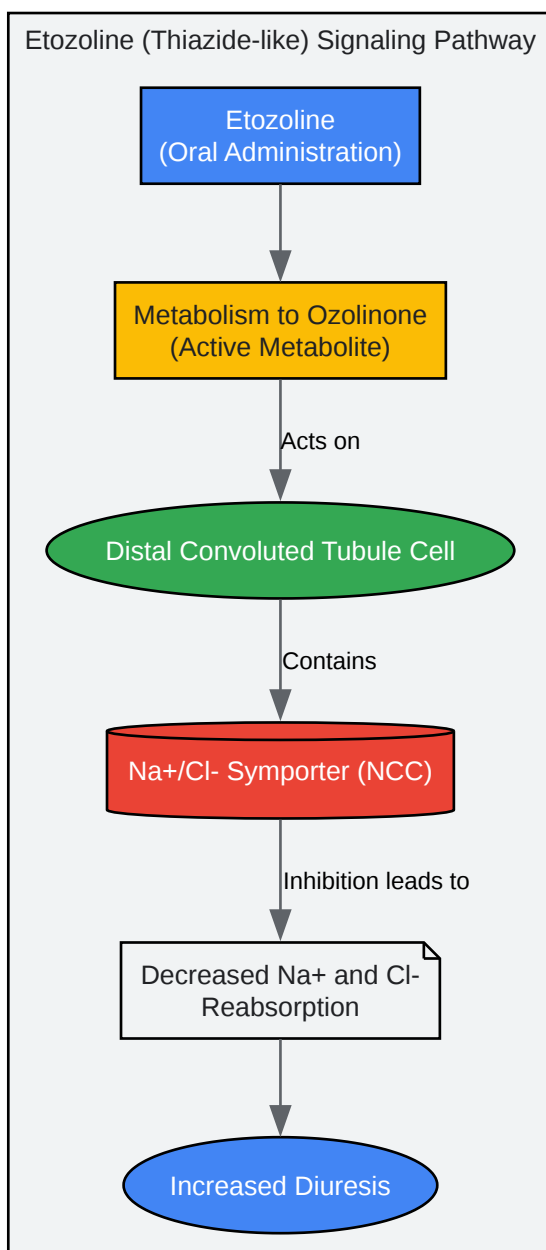 Etozoline (Thiazide-like) Signaling Pathway
Etozoline
(Oral Administration)
Metabolism to Ozolinone
(Active Metabolite)
Acts on
Distal Convoluted Tubule Cell
Contains
Na+/Cl- Symporter (NCC)
Inhibition leads to
Decreased Na+ and Cl-
Reabsorption
Increased Diuresis